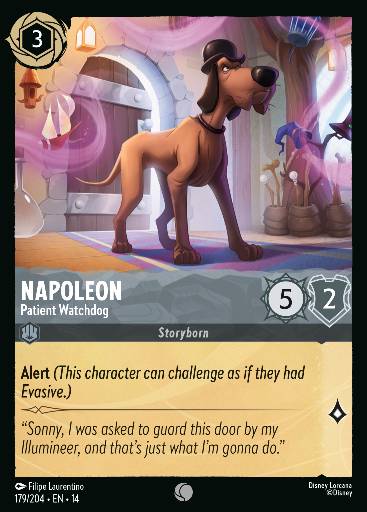 3
NAPOLEON
Patient Watchdog
5
2
Storyborn
Alert (This character can challenge as if they had
Evasive.)
“Sonny, I was asked to guard this door by my
Illumineer, and that’s just what I’m gonna do.”
Filipe Laurentino
179/204 • EN • 14
Disney Lorcana
©Disney